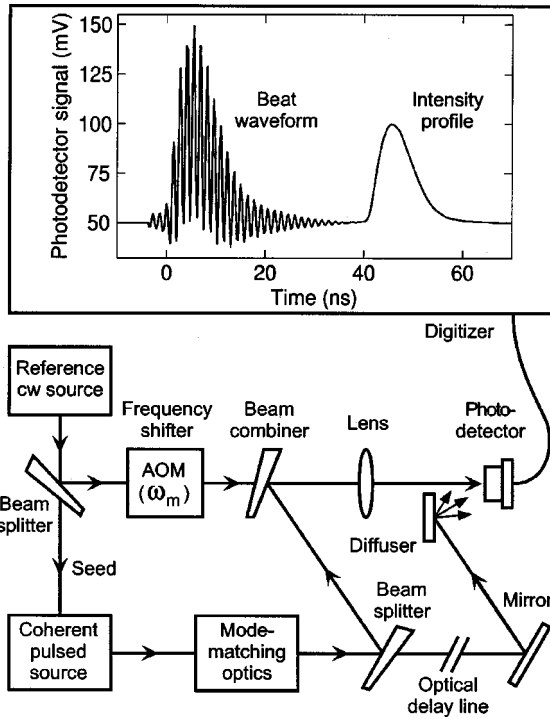 Photodetector signal (mV)
150
125
100
75
50
Beat
waveform
Intensity
profile
0
20
40
60
Time (ns)
Digitizer
Reference
cw source
Frequency
shifter
Beam
combiner
Lens
Photo-
detector
AOM
(ωm)
Beam
splitter
Diffuser
Seed
Beam
splitter
Mirror
Coherent
pulsed
source
Mode-
matching
optics
Optical
delay line